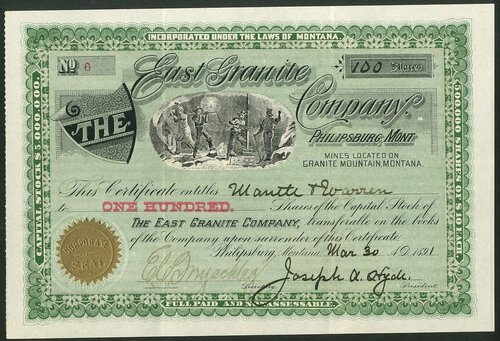 INCORPORATED UNDER THE LAWS OF MONTANA
No 6
100 Shares
THE
East Granite
Company.
PHILIPSBURG MONT.
MINES LOCATED ON
GRANITE MOUNTAIN, MONTANA.
CAPITAL STOCK $5,000,000.
500,000 SHARES OF $10 EACH.
This Certificate entitles Mantle & Warren
to ONE HUNDRED. Shares of the Capital Stock of
THE EAST GRANITE COMPANY, transferable on the books
of the Company upon surrender of this Certificate.
Philipsburg, Montana, Mar 30 A.D. 1891
CORPORATE
SEAL
Joseph A. Hyde.
Secretary. President.
FULL PAID AND NON-ASSESSABLE.